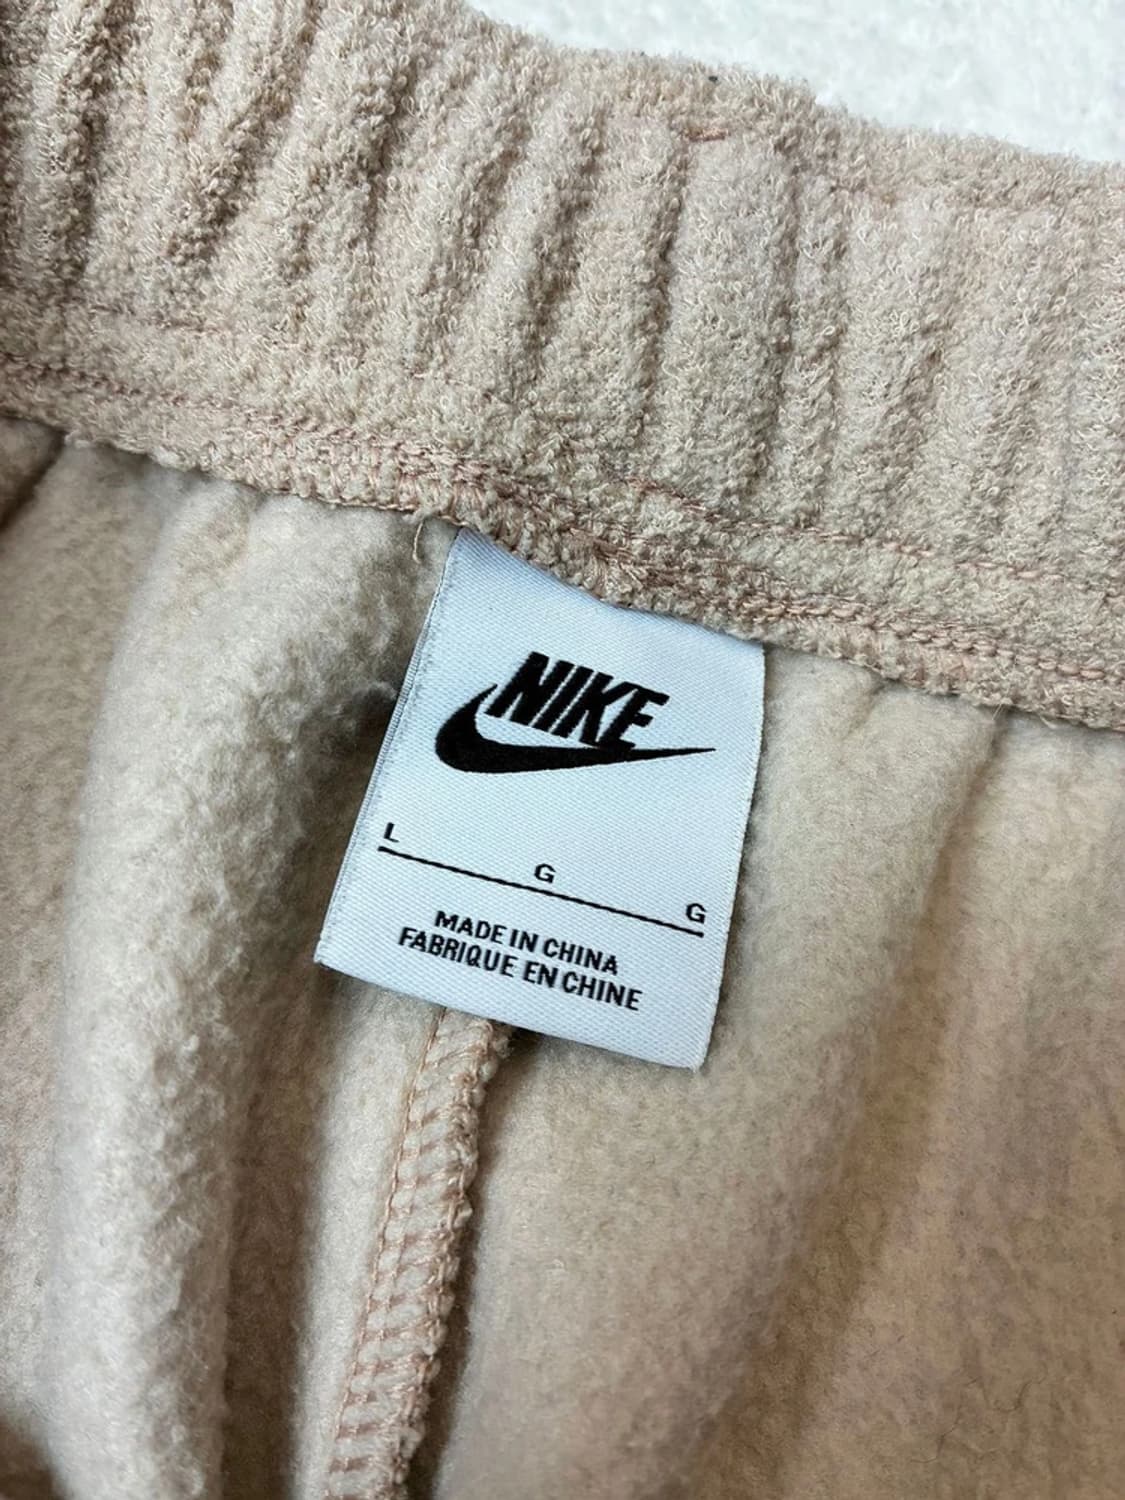 NIKE
L G G
MADE IN CHINA
FABRIQUE EN CHINE